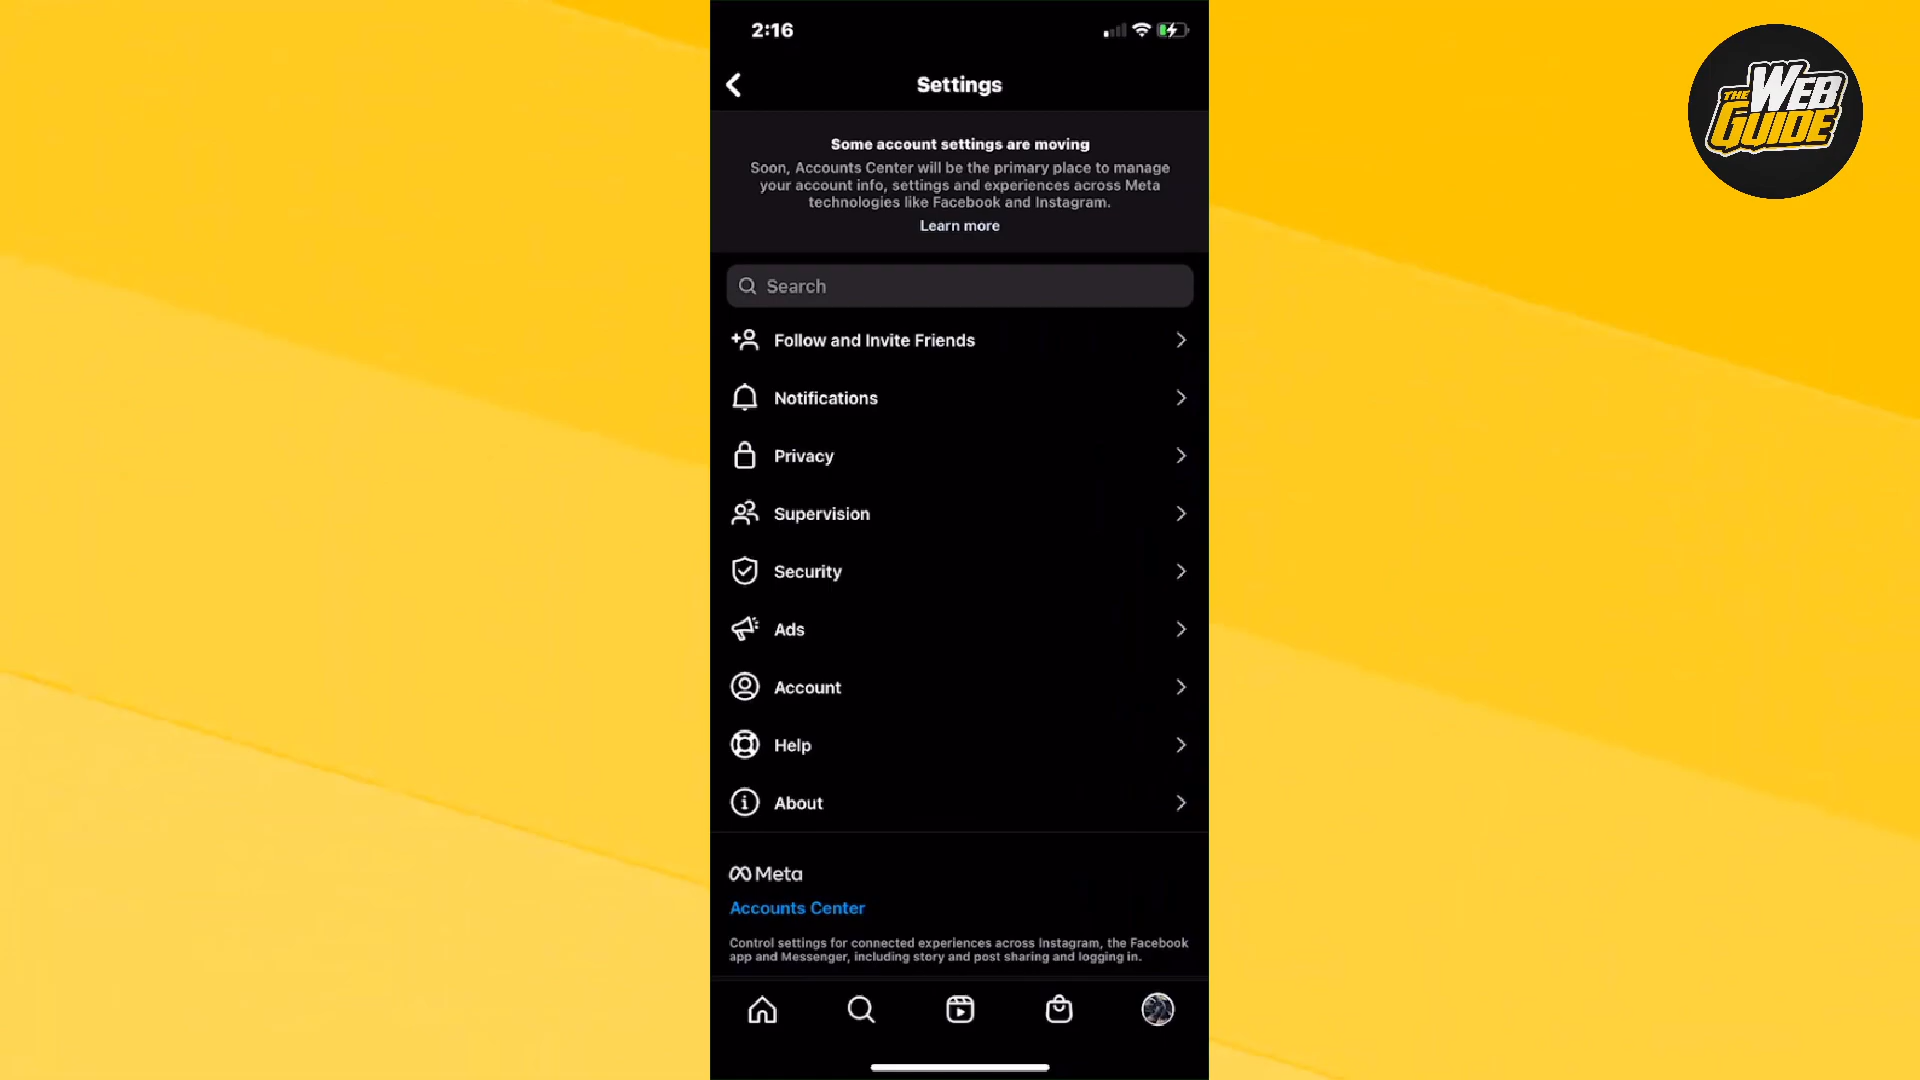 2:16
THE
WEB
GUIDE
Settings
Some account settings are moving
Soon, Accounts Center will be the primary place to manage
your account info, settings and experiences across Meta
technologies like Facebook and Instagram.
Learn more
Search
Follow and Invite Friends
Notifications
Privacy
Supervision
Security
Ads
Account
Help
About
Meta
Accounts Center
Control settings for connected experiences across Instagram, the Facebook
app and Messenger, including story and post sharing and logging in.